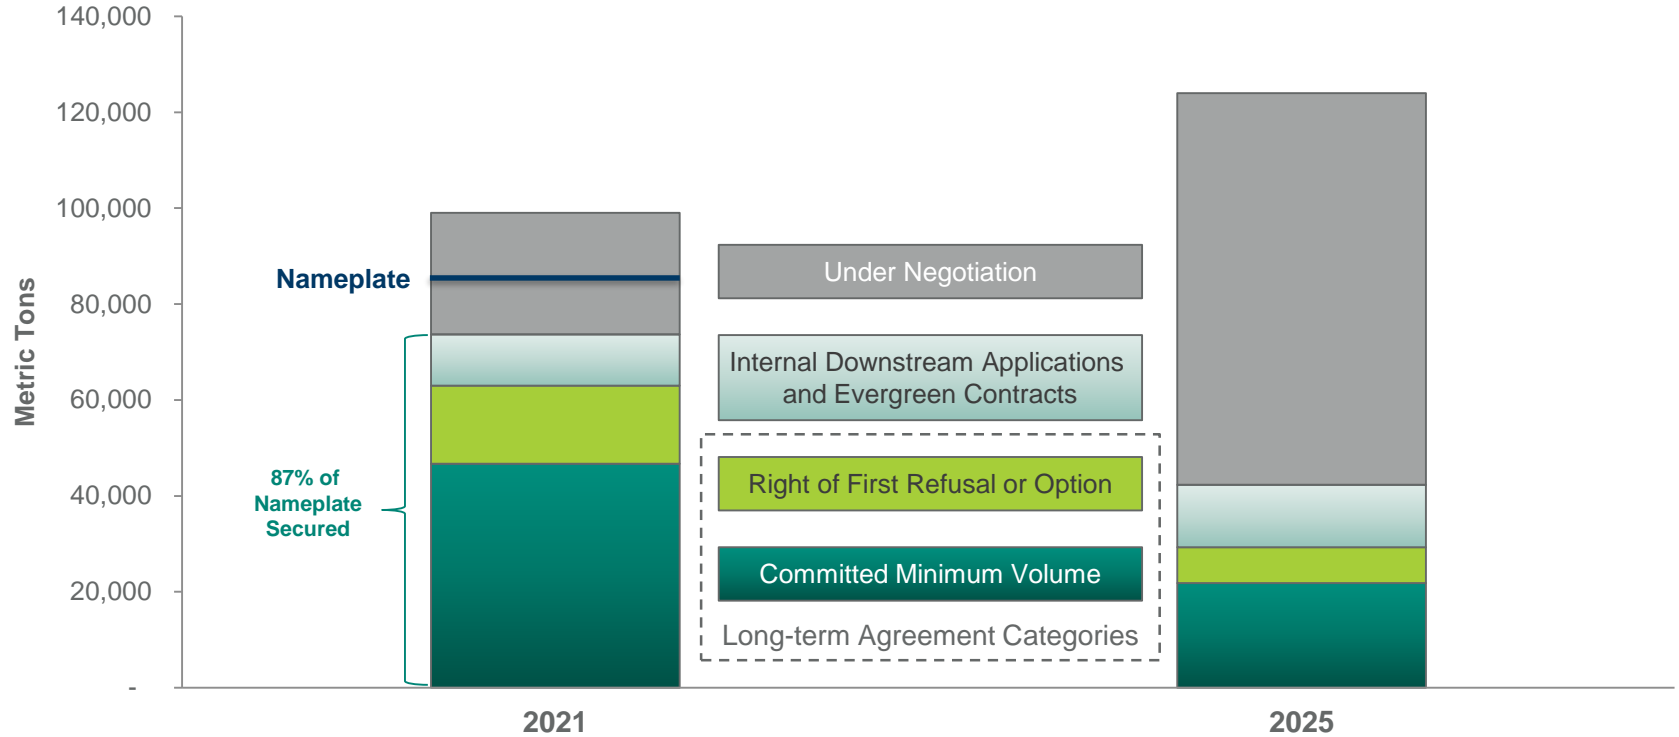 140,000
120,000
100,000
80,000
60,000
40,000
20,000
-
Metric Tons
Nameplate
87% of
Nameplate
Secured
Under Negotiation
Internal Downstream Applications
and Evergreen Contracts
Right of First Refusal or Option
Committed Minimum Volume
Long-term Agreement Categories
2021
2025